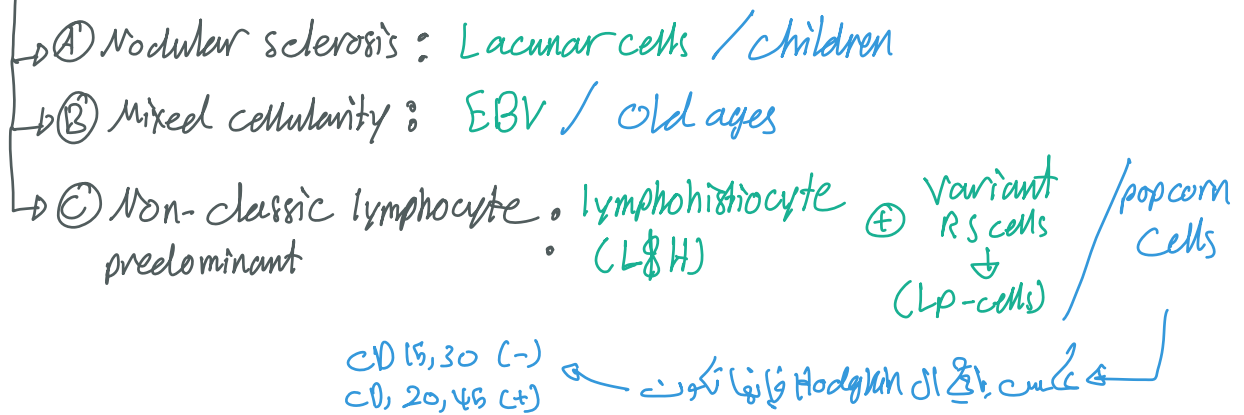 Ⓐ Nodular sclerosis : Lacunar cells / children
Ⓑ Mixed cellularity : EBV / old ages
Ⓒ Non-classic lymphocyte predominant : lymphohistiocyte (L&H) ⊕ Variant RS cells ↓ (LP-cells) / popcorn cells
عكس باقي ال Hodgkin فإنها تكون
CD 15,30 (-)
CD, 20, 45 (+)